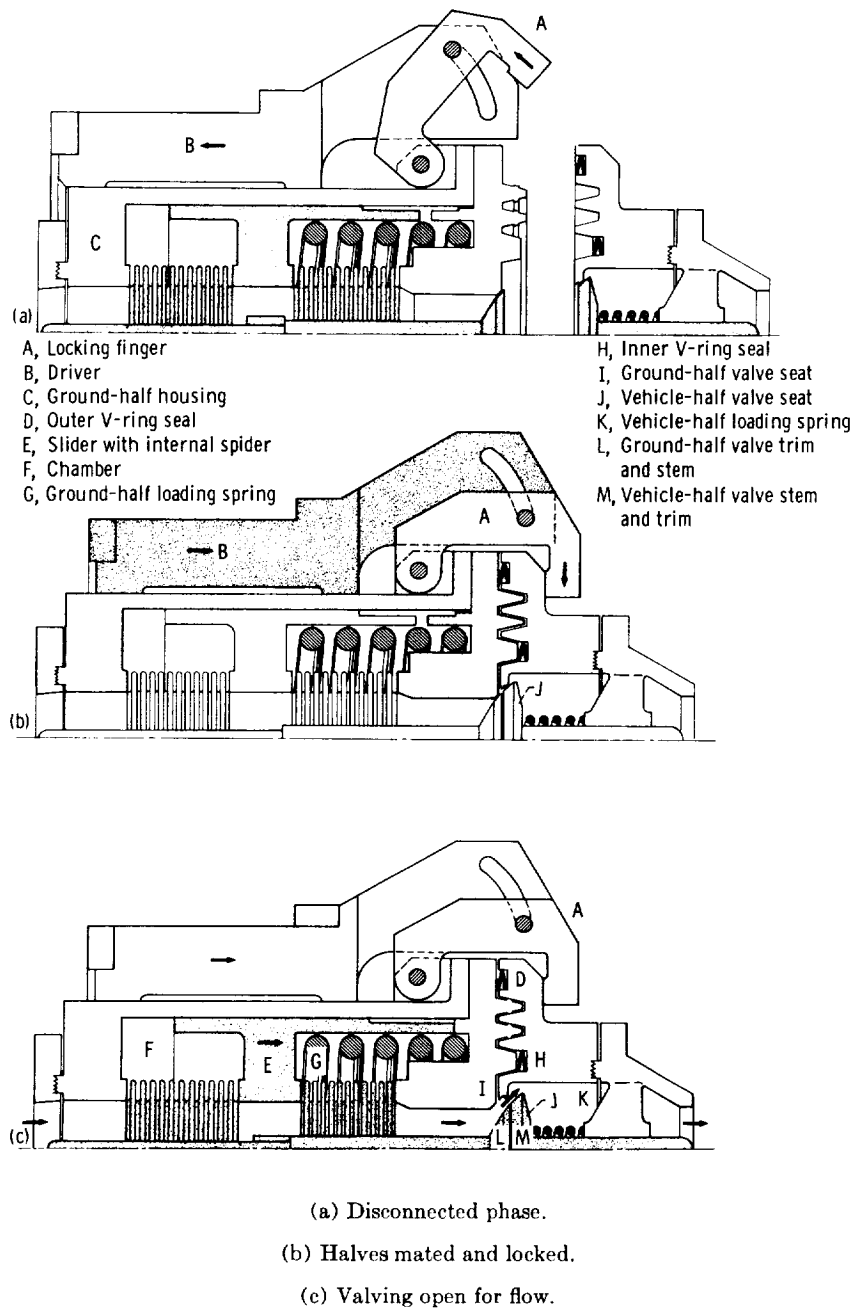 A
B
C
(a)
A, Locking finger
B, Driver
C, Ground-half housing
D, Outer V-ring seal
E, Slider with internal spider
F, Chamber
G, Ground-half loading spring
H, Inner V-ring seal
I, Ground-half valve seat
J, Vehicle-half valve seat
K, Vehicle-half loading spring
L, Ground-half valve trim
and stem
M, Vehicle-half valve stem
and trim
A
B
J
(b)
A
D
F
E
G
H
I
J
K
L
M
(c)
(a) Disconnected phase.
(b) Halves mated and locked.
(c) Valving open for flow.